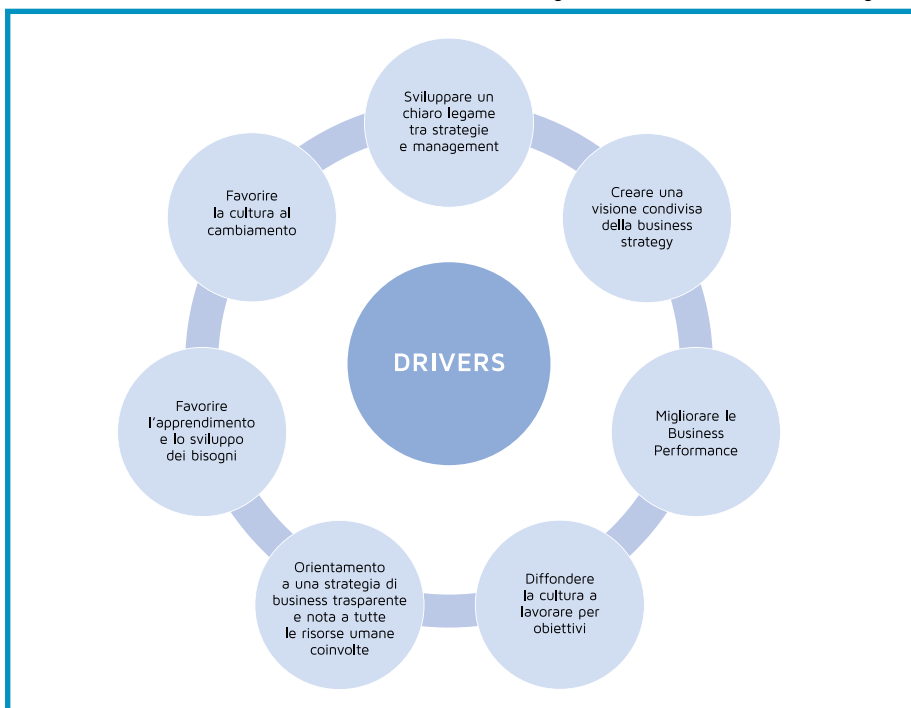 Sviluppare un
chiaro legame
tra strategie
e management
Creare una
visione condivisa
della business
strategy
Migliorare le
Business
Performance
Diffondere
la cultura a
lavorare per
obiettivi
Orientamento
a una strategia di
business trasparente
e nota a tutte
le risorse umane
coinvolte
Favorire
l'apprendimento
e lo sviluppo
dei bisogni
Favorire
la cultura al
cambiamento
DRIVERS